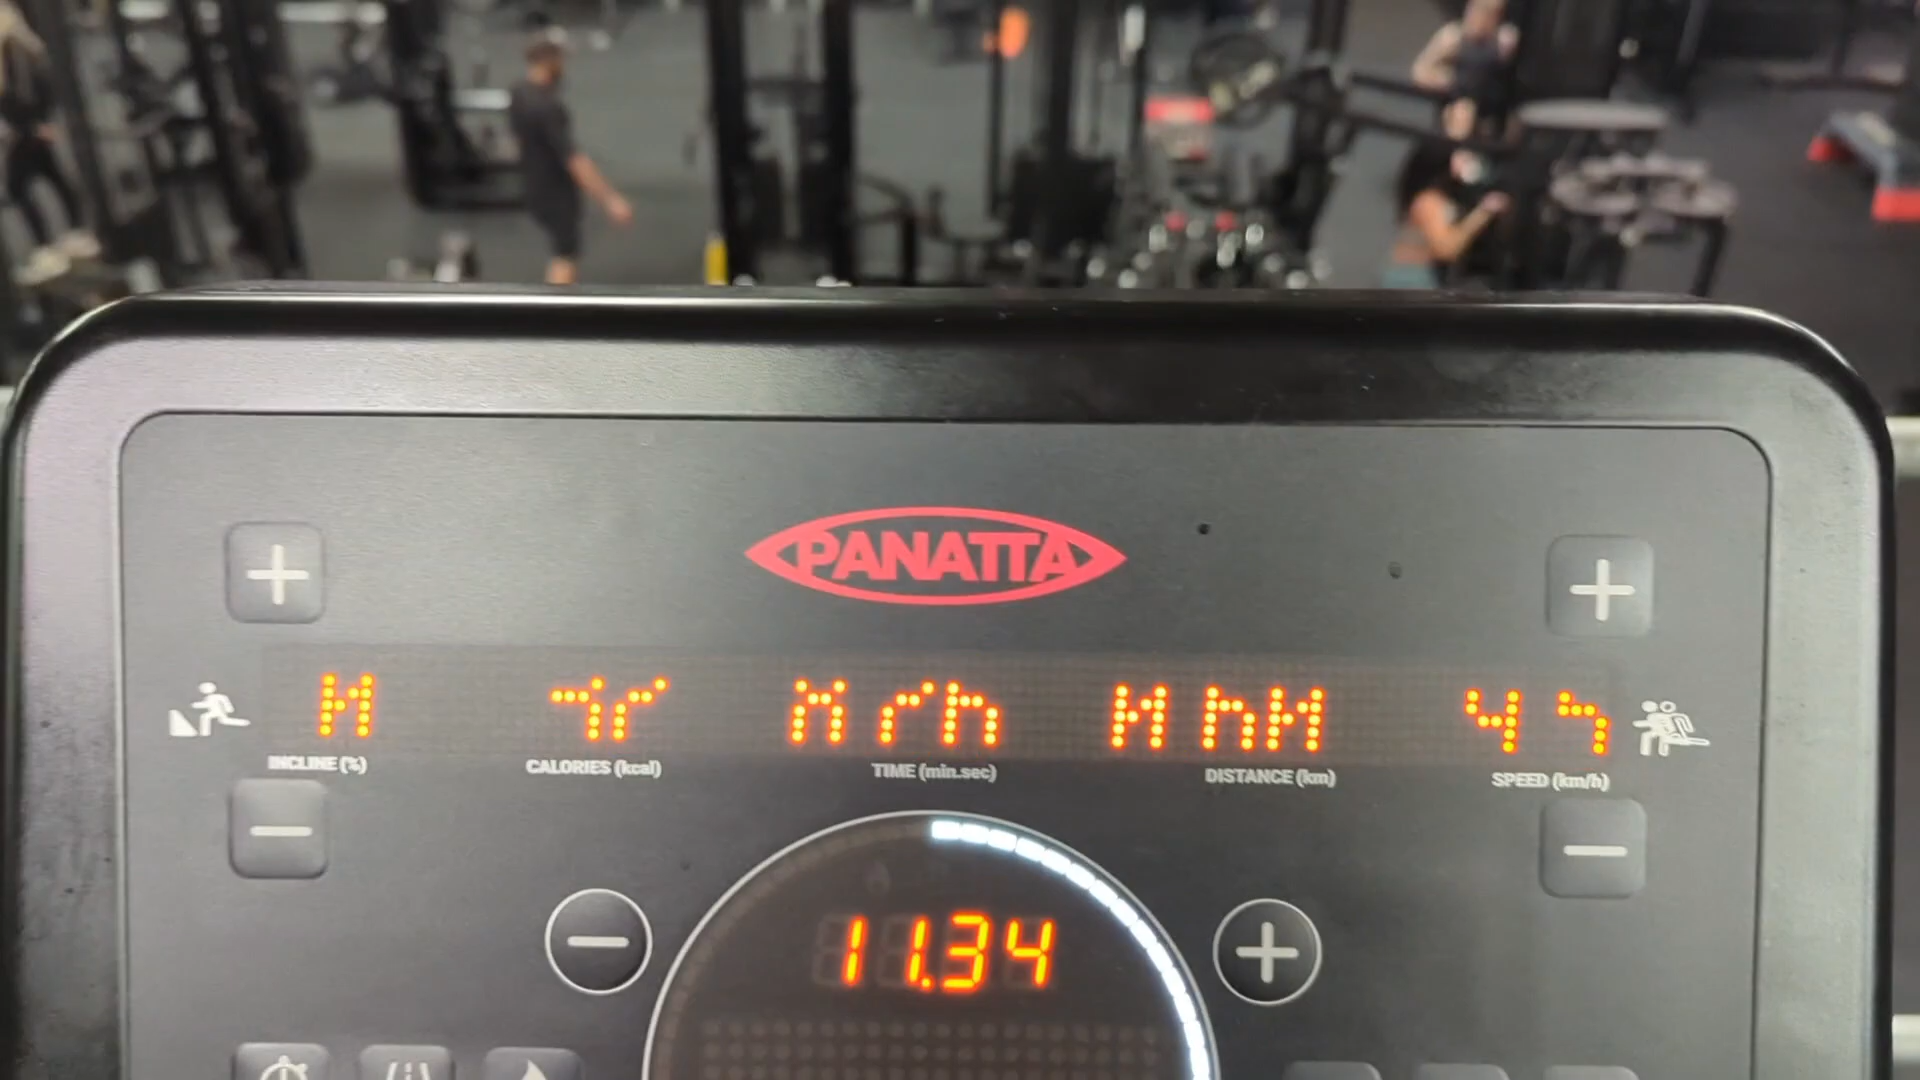 PANATTA
INCLINE (%)
CALORIES (kcal)
TIME (min.sec)
DISTANCE (km)
SPEED (km/h)
11.34